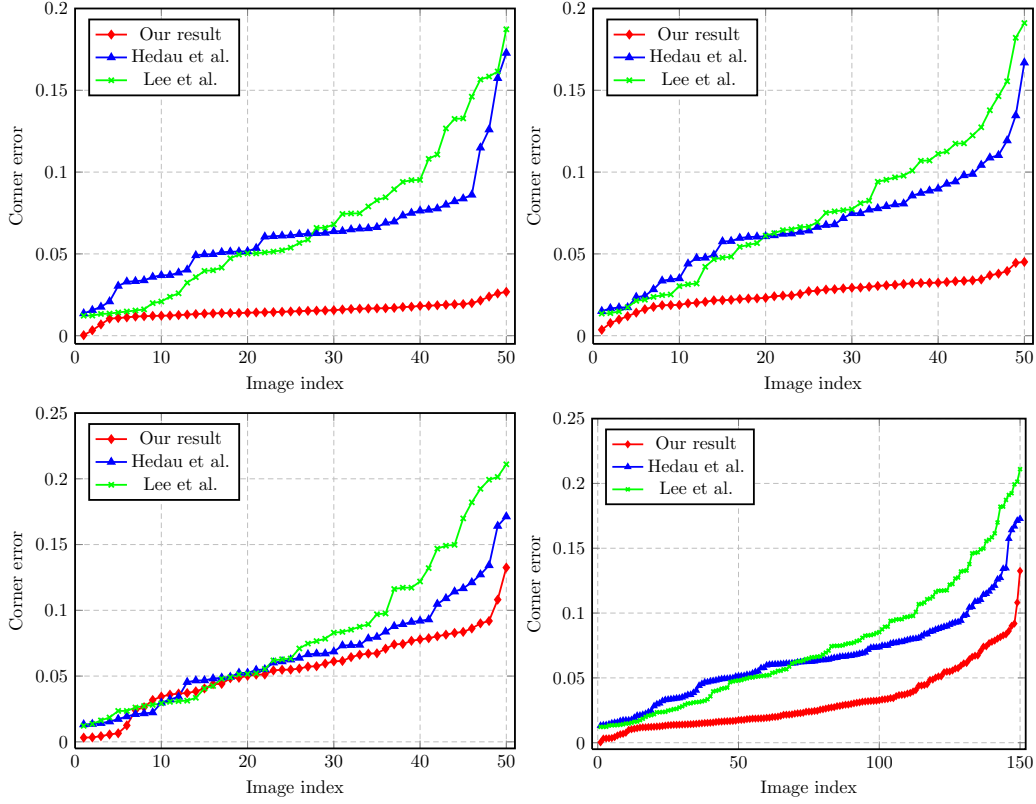 0.2
0.15
0.1
0.05
0
Corner error
Our result
Hedau et al.
Lee et al.
0 10 20 30 40 50
Image index
0.2
0.15
0.1
0.05
0
Corner error
Our result
Hedau et al.
Lee et al.
0 10 20 30 40 50
Image index
0.25
0.2
0.15
0.1
0.05
0
Corner error
Our result
Hedau et al.
Lee et al.
0 10 20 30 40 50
Image index
0.25
0.2
0.15
0.1
0.05
0
Corner error
Our result
Hedau et al.
Lee et al.
0 50 100 150
Image index